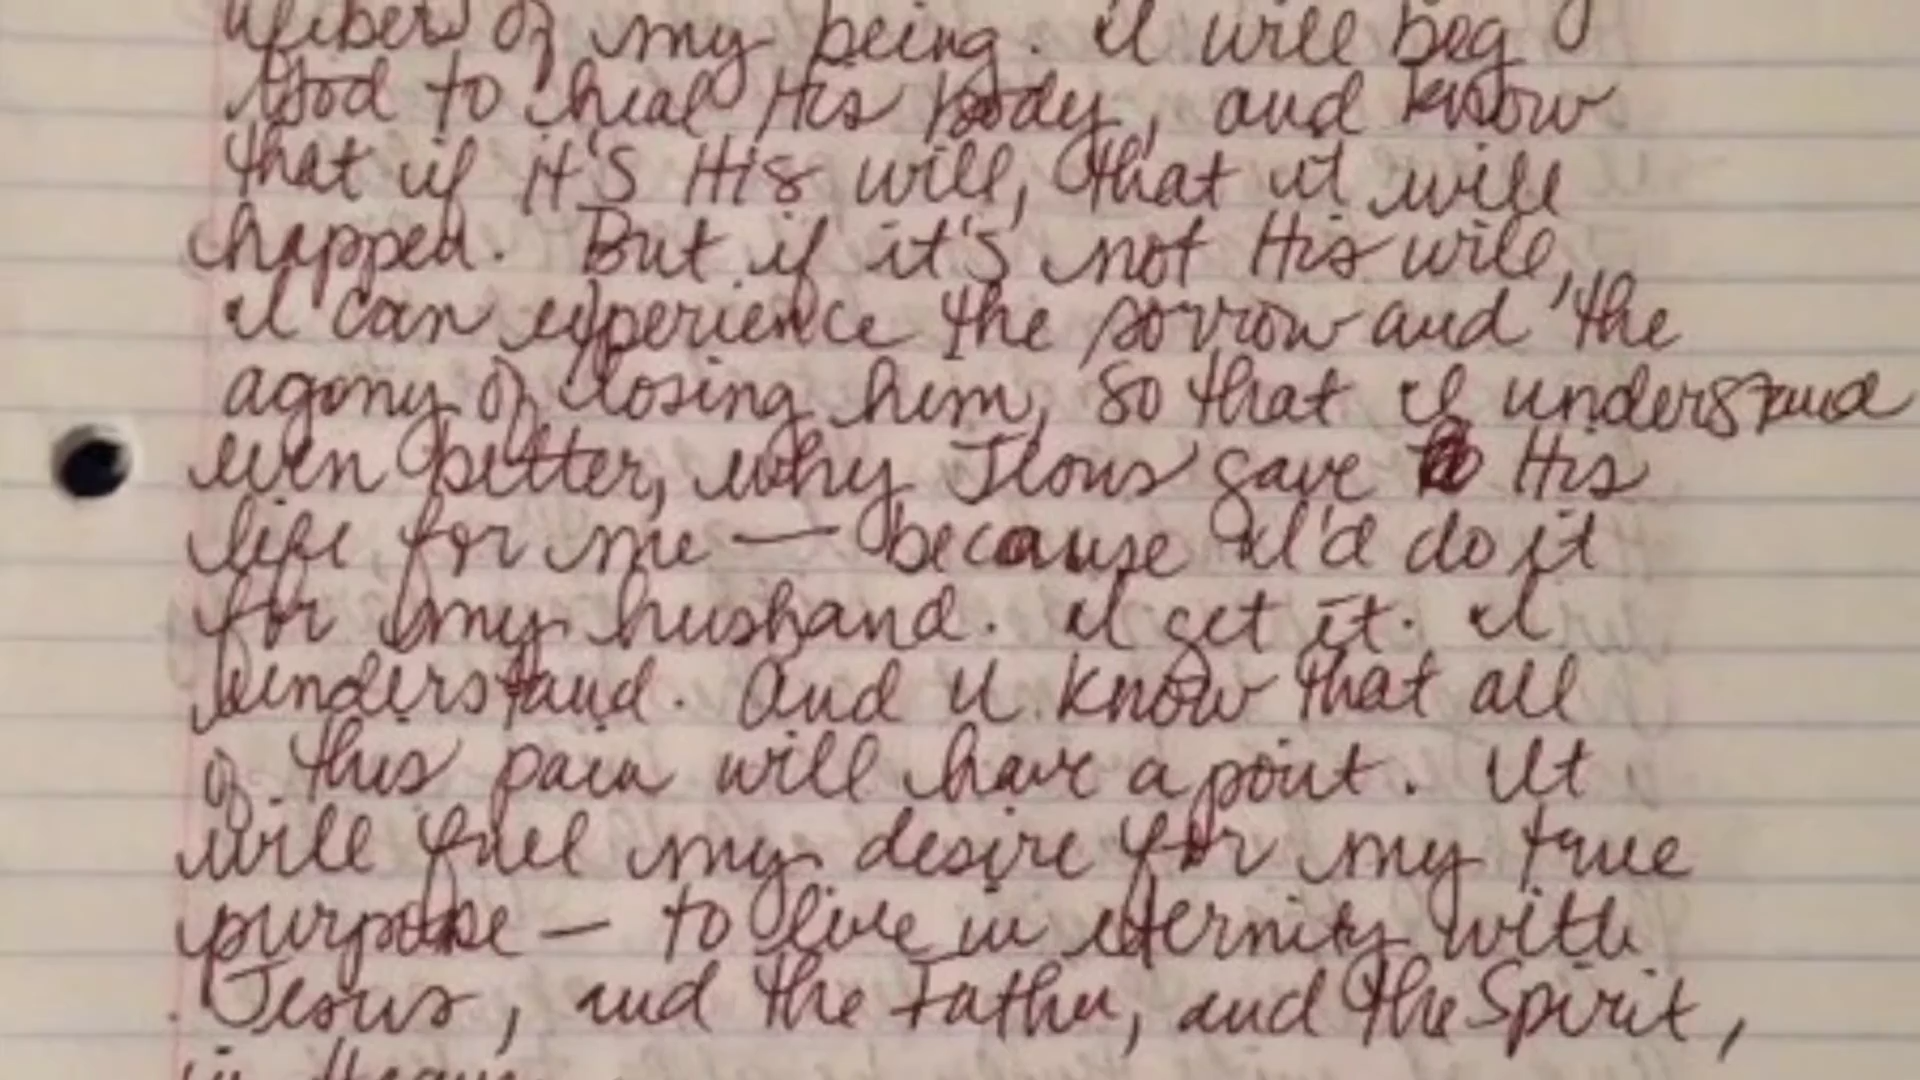 fiber of my being. I will beg
God to heal His body, and know
that if it's His will, that it will
happed. But if it's not His will,
I can experience the sorrow and the
agony of losing him, so that I understand
even better, why Jesus gave His
life for me — because I'd do it
for my husband. I get it. I
understand. And I know that all
of this pain will have a point. It
will fuel my desire for my true
purpose — to live in eternity with
Jesus, and the Father, and the Spirit,
in Heaven